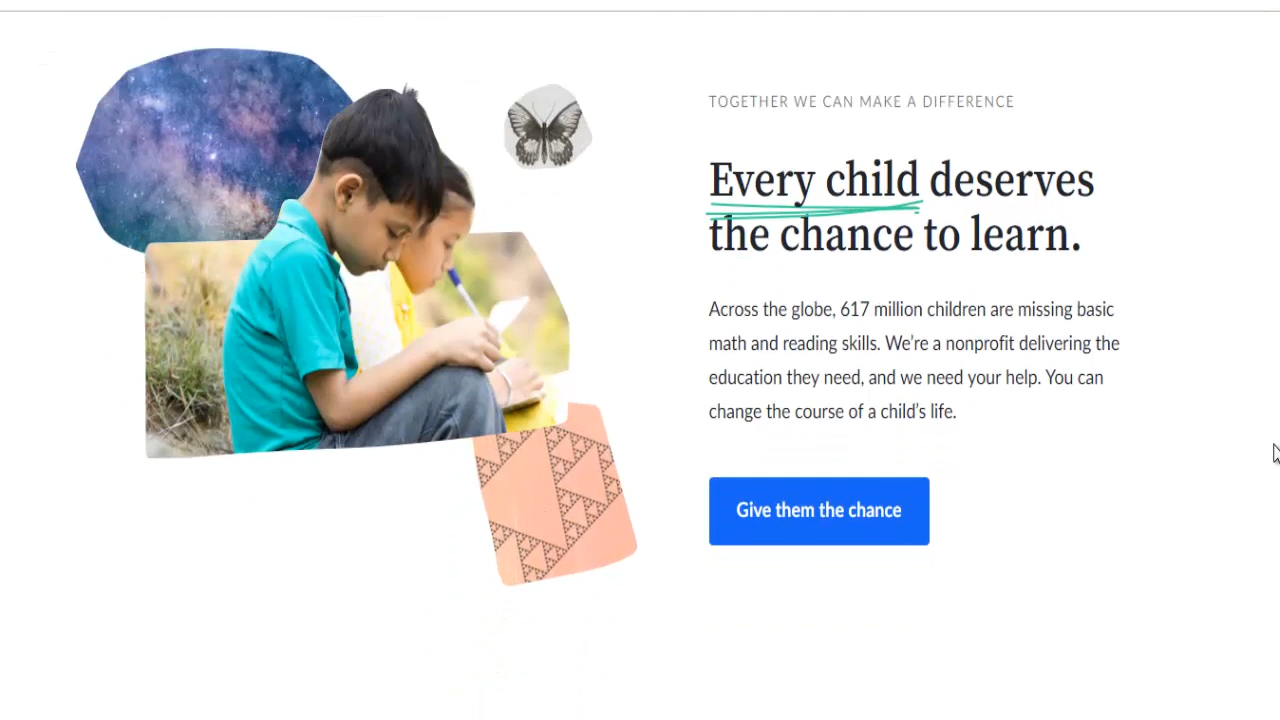 TOGETHER WE CAN MAKE A DIFFERENCE
Every child deserves
the chance to learn.
Across the globe, 617 million children are missing basic
math and reading skills. We’re a nonprofit delivering the
education they need, and we need your help. You can
change the course of a child’s life.
Give them the chance